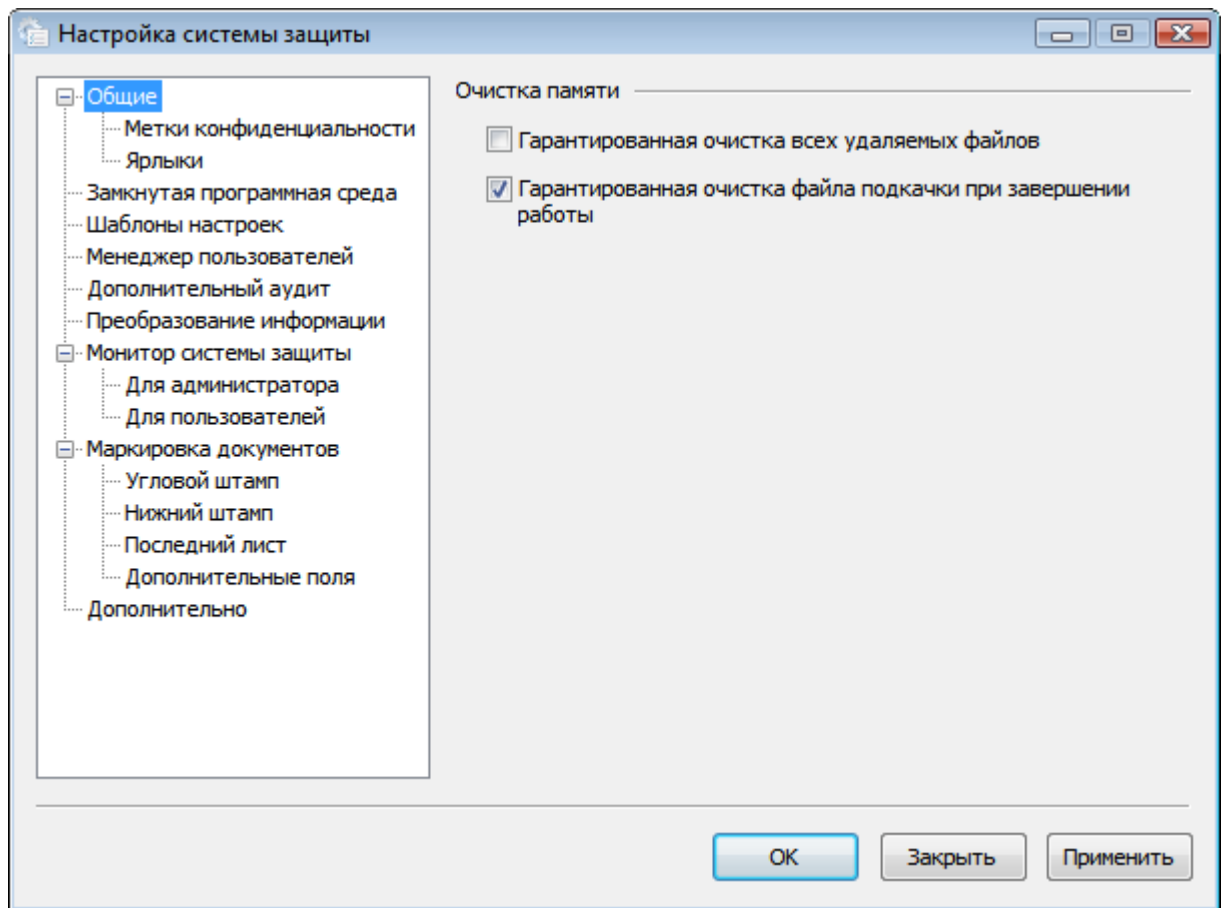 Настройка системы защиты
Общие
Метки конфиденциальности
Ярлыки
Замкнутая программная среда
Шаблоны настроек
Менеджер пользователей
Дополнительный аудит
Преобразование информации
Монитор системы защиты
Для администратора
Для пользователей
Маркировка документов
Угловой штамп
Нижний штамп
Последний лист
Дополнительные поля
Дополнительно
Очистка памяти
Гарантированная очистка всех удаляемых файлов
Гарантированная очистка файла подкачки при завершении
работы
ОК
Закрыть
Применить